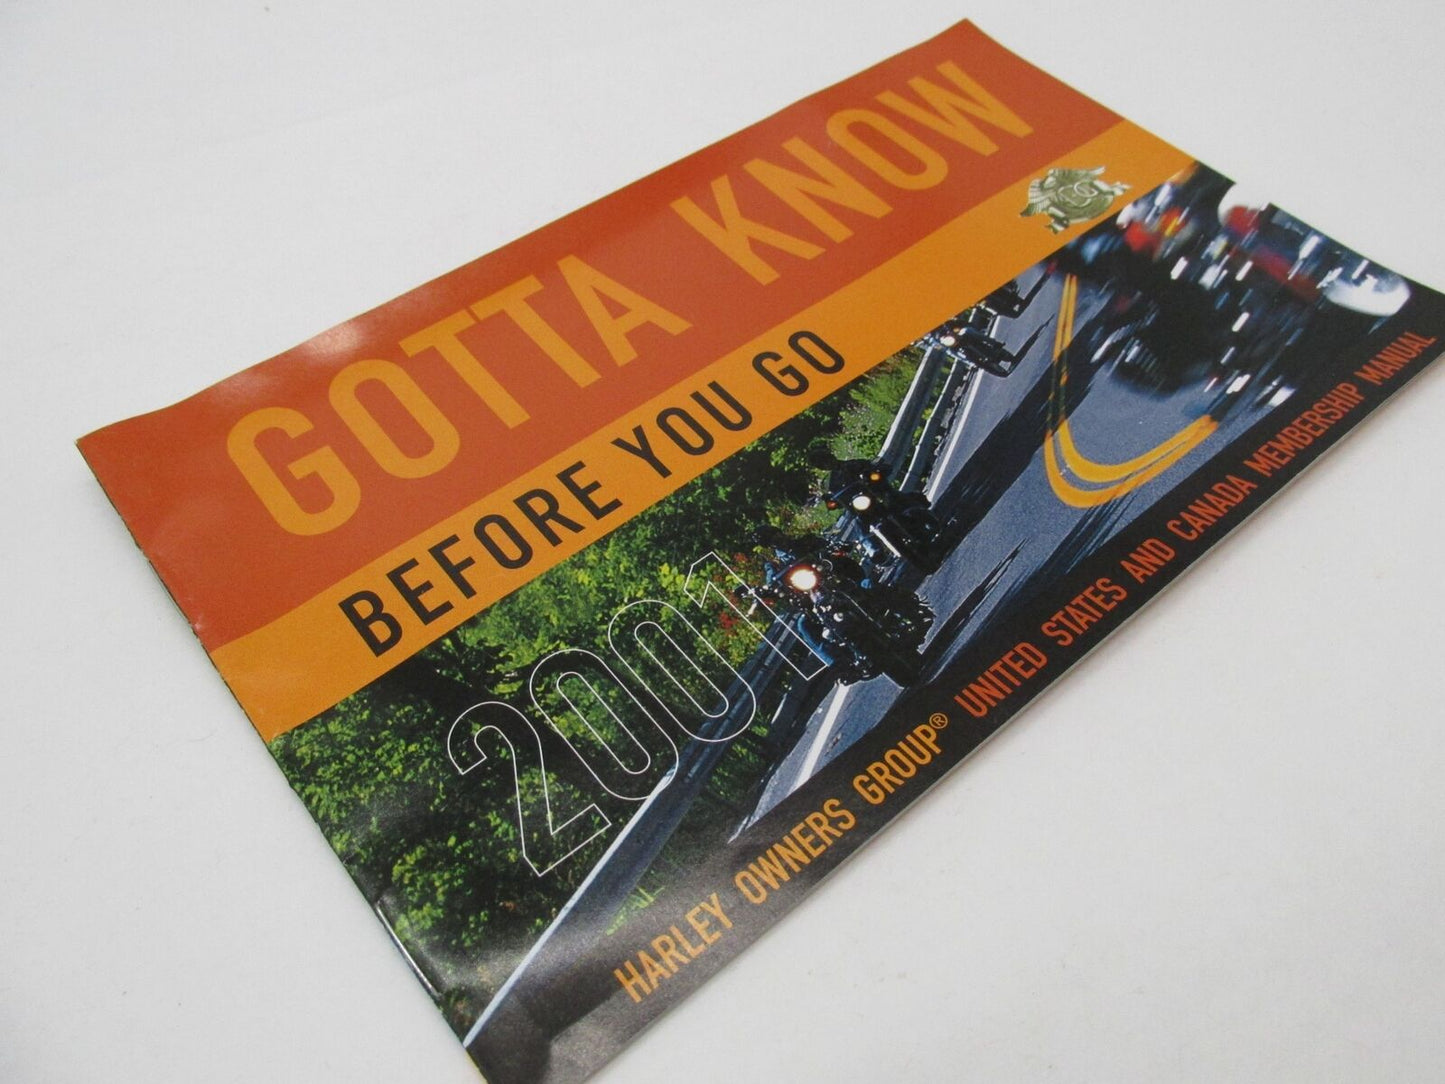 GOTTA KNOW
BEFORE YOU GO
2001
HARLEY OWNERS GROUP® UNITED STATES AND CANADA MEMBERSHIP MANUAL